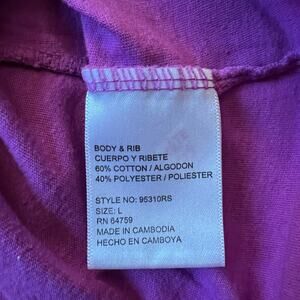 BODY & RIB
CUERPO Y RIBETE
60% COTTON / ALGODON
40% POLYESTER / POLIESTER
STYLE NO: 95310RS
SIZE: L
RN 64759
MADE IN CAMBODIA
HECHO EN CAMBOYA